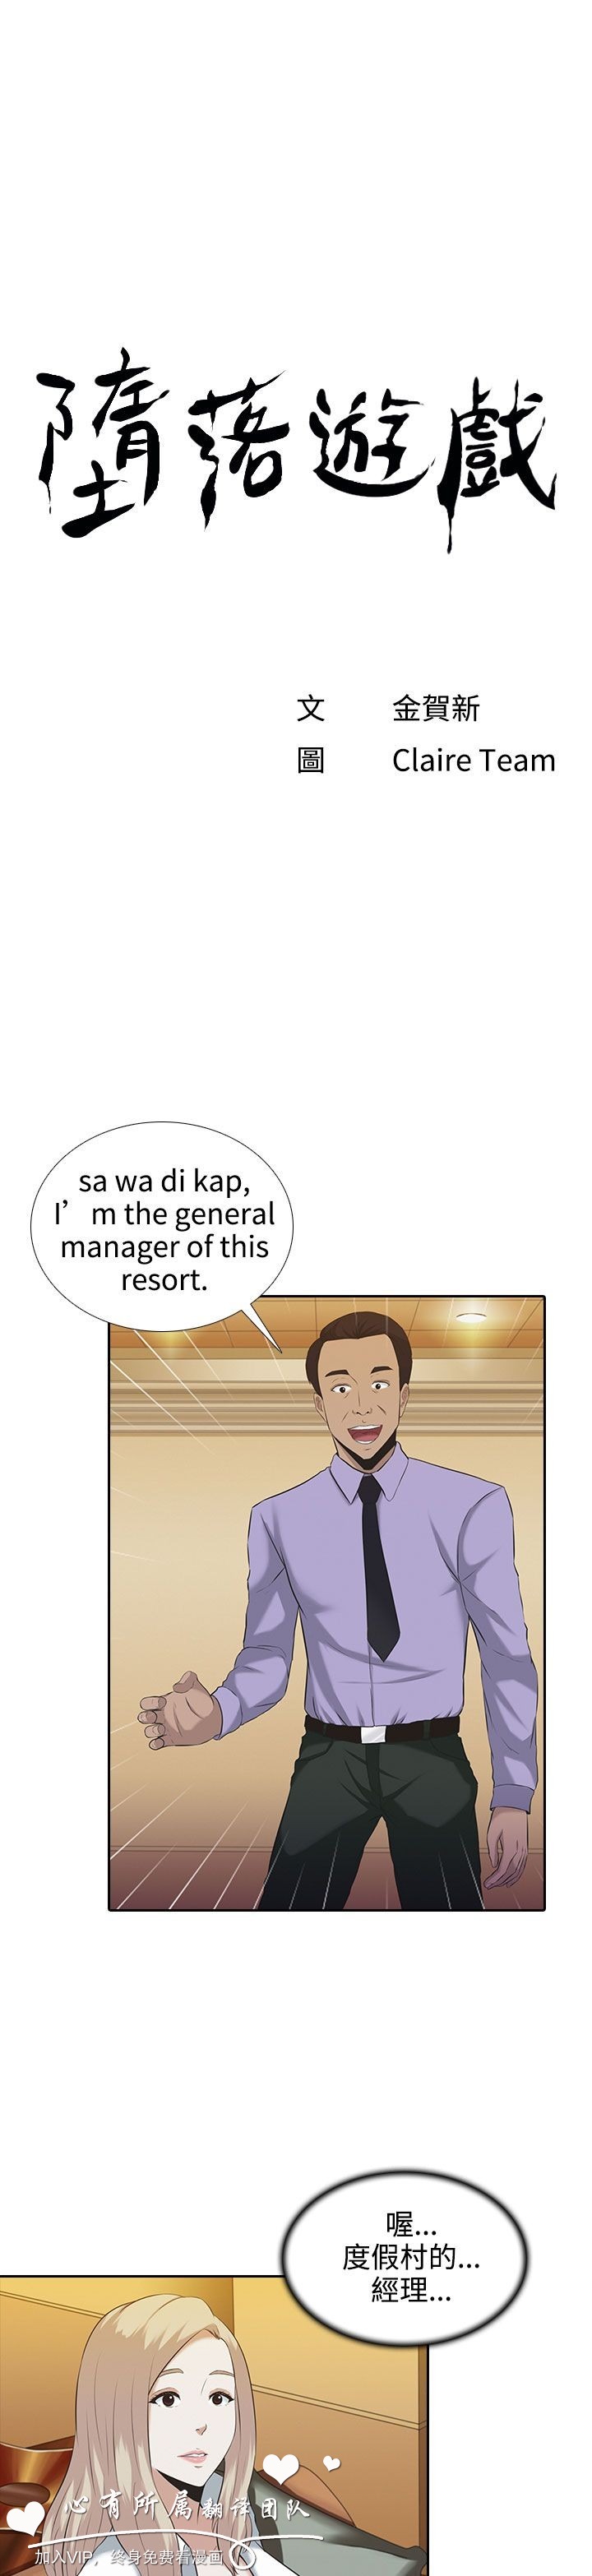 墮落遊戲
文 金賀新
圖 Claire Team
sa wa di kap,
I’m the general
manager of this
resort.
喔...
度假村的...
經理...
心有所属翻译团队
加入VIP，终身免费看漫画